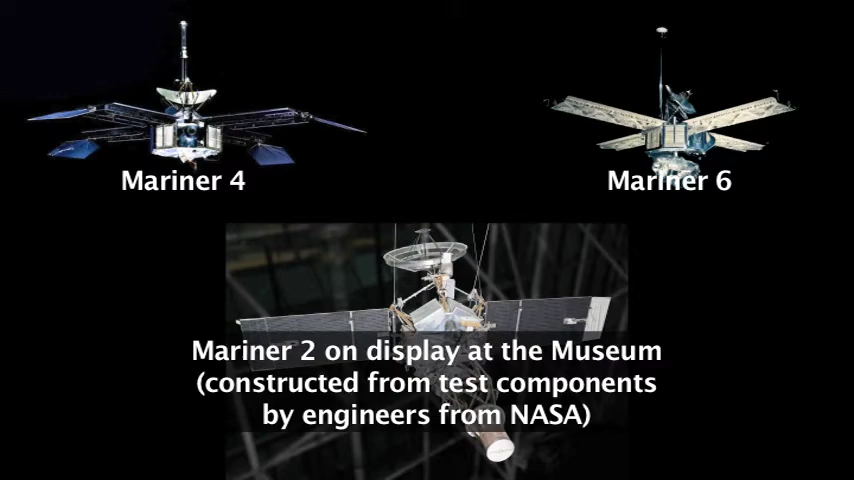 Mariner 4
Mariner 6
Mariner 2 on display at the Museum
(constructed from test components
by engineers from NASA)